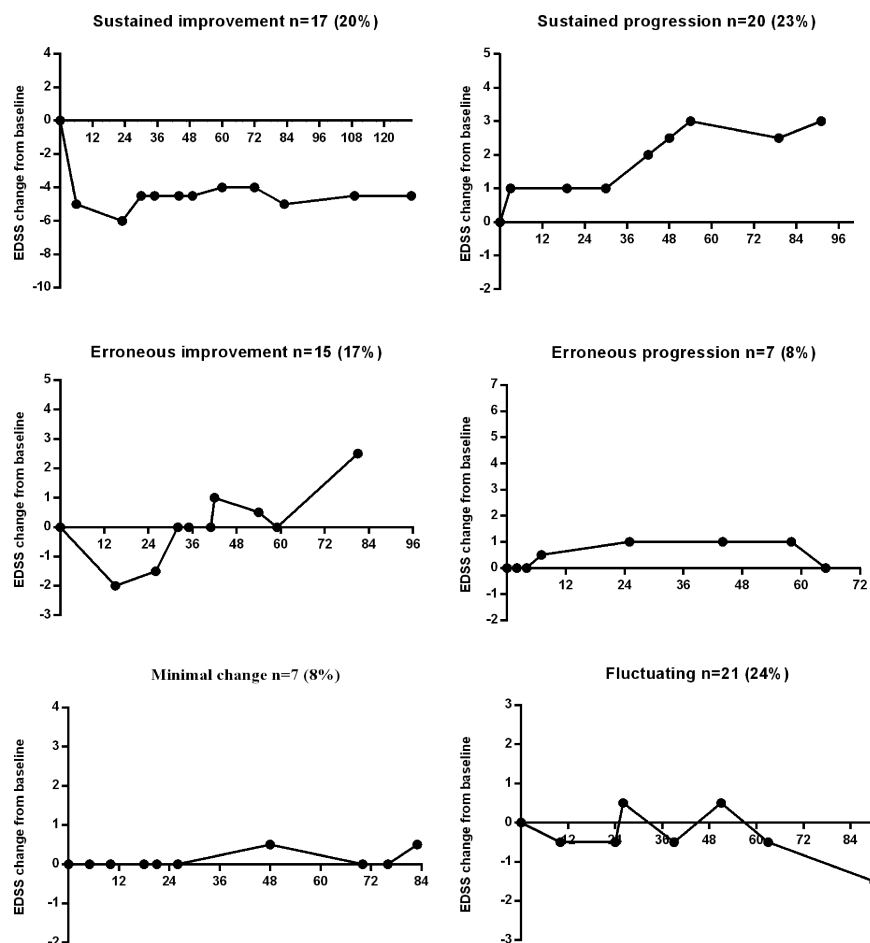 Sustained improvement n=17 (20%)
4
2
0
-2
-4
-6
-8
-10
12 24 36 48 60 72 84 96 108 120
EDSS change from baseline
Sustained progression n=20 (23%)
5
4
3
2
1
0
-1
-2
12 24 36 48 60 72 84 96
EDSS change from baseline
Erroneous improvement n=15 (17%)
5
4
3
2
1
0
-1
-2
-3
12 24 36 48 60 72 84 96
EDSS change from baseline
Erroneous progression n=7 (8%)
7
6
5
4
3
2
1
0
-1
-2
12 24 36 48 60 72
EDSS change from baseline
Minimal change n=7 (8%)
4
3
2
1
0
-1
-2
12 24 36 48 60 72 84
EDSS change from baseline
Fluctuating n=21 (24%)
3
2
1
0
-1
-2
-3
12 24 36 48 60 72 84
EDSS change from baseline